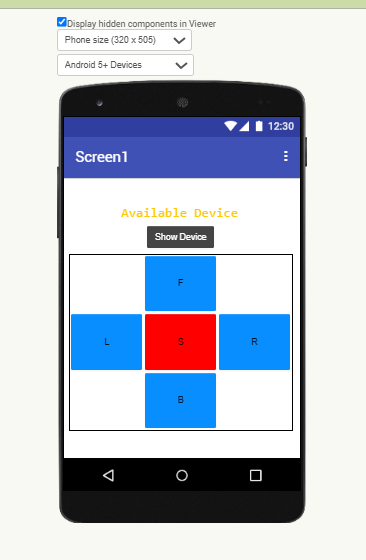 Display hidden components in Viewer
Phone size (320 x 505)
Android 5+ Devices
12:30
Screen1
Available Device
Show Device
F
L S R
B